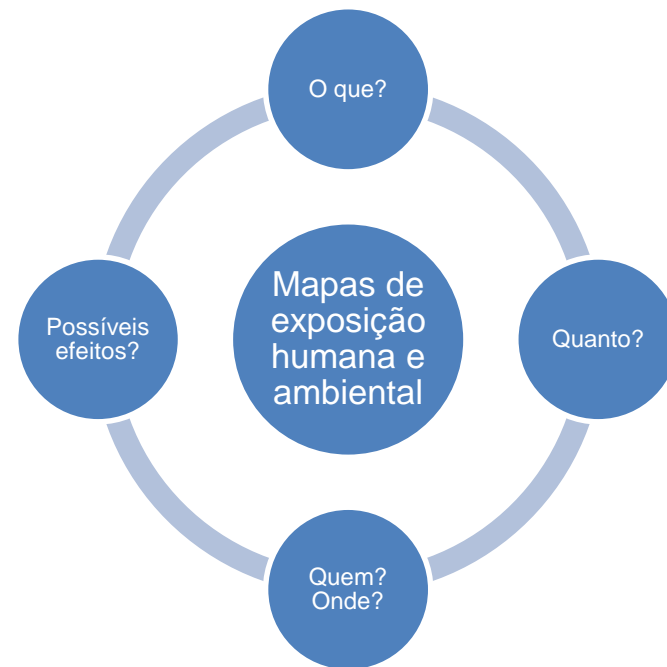 O que?
Mapas de
exposição
humana e
ambiental
Possíveis
efeitos?
Quanto?
Quem?
Onde?